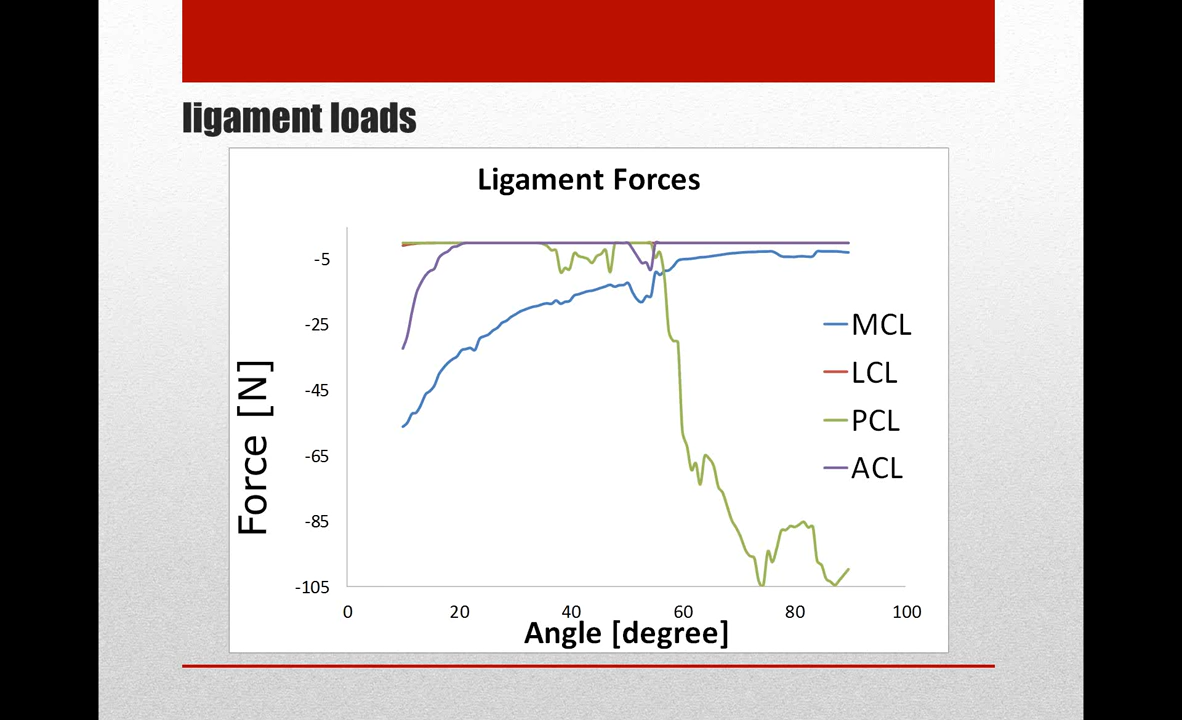 ligament loads
Ligament Forces
-5
-25
-45
-65
-85
-105
Force [N]
0 20 40 60 80 100
Angle [degree]
MCL
LCL
PCL
ACL